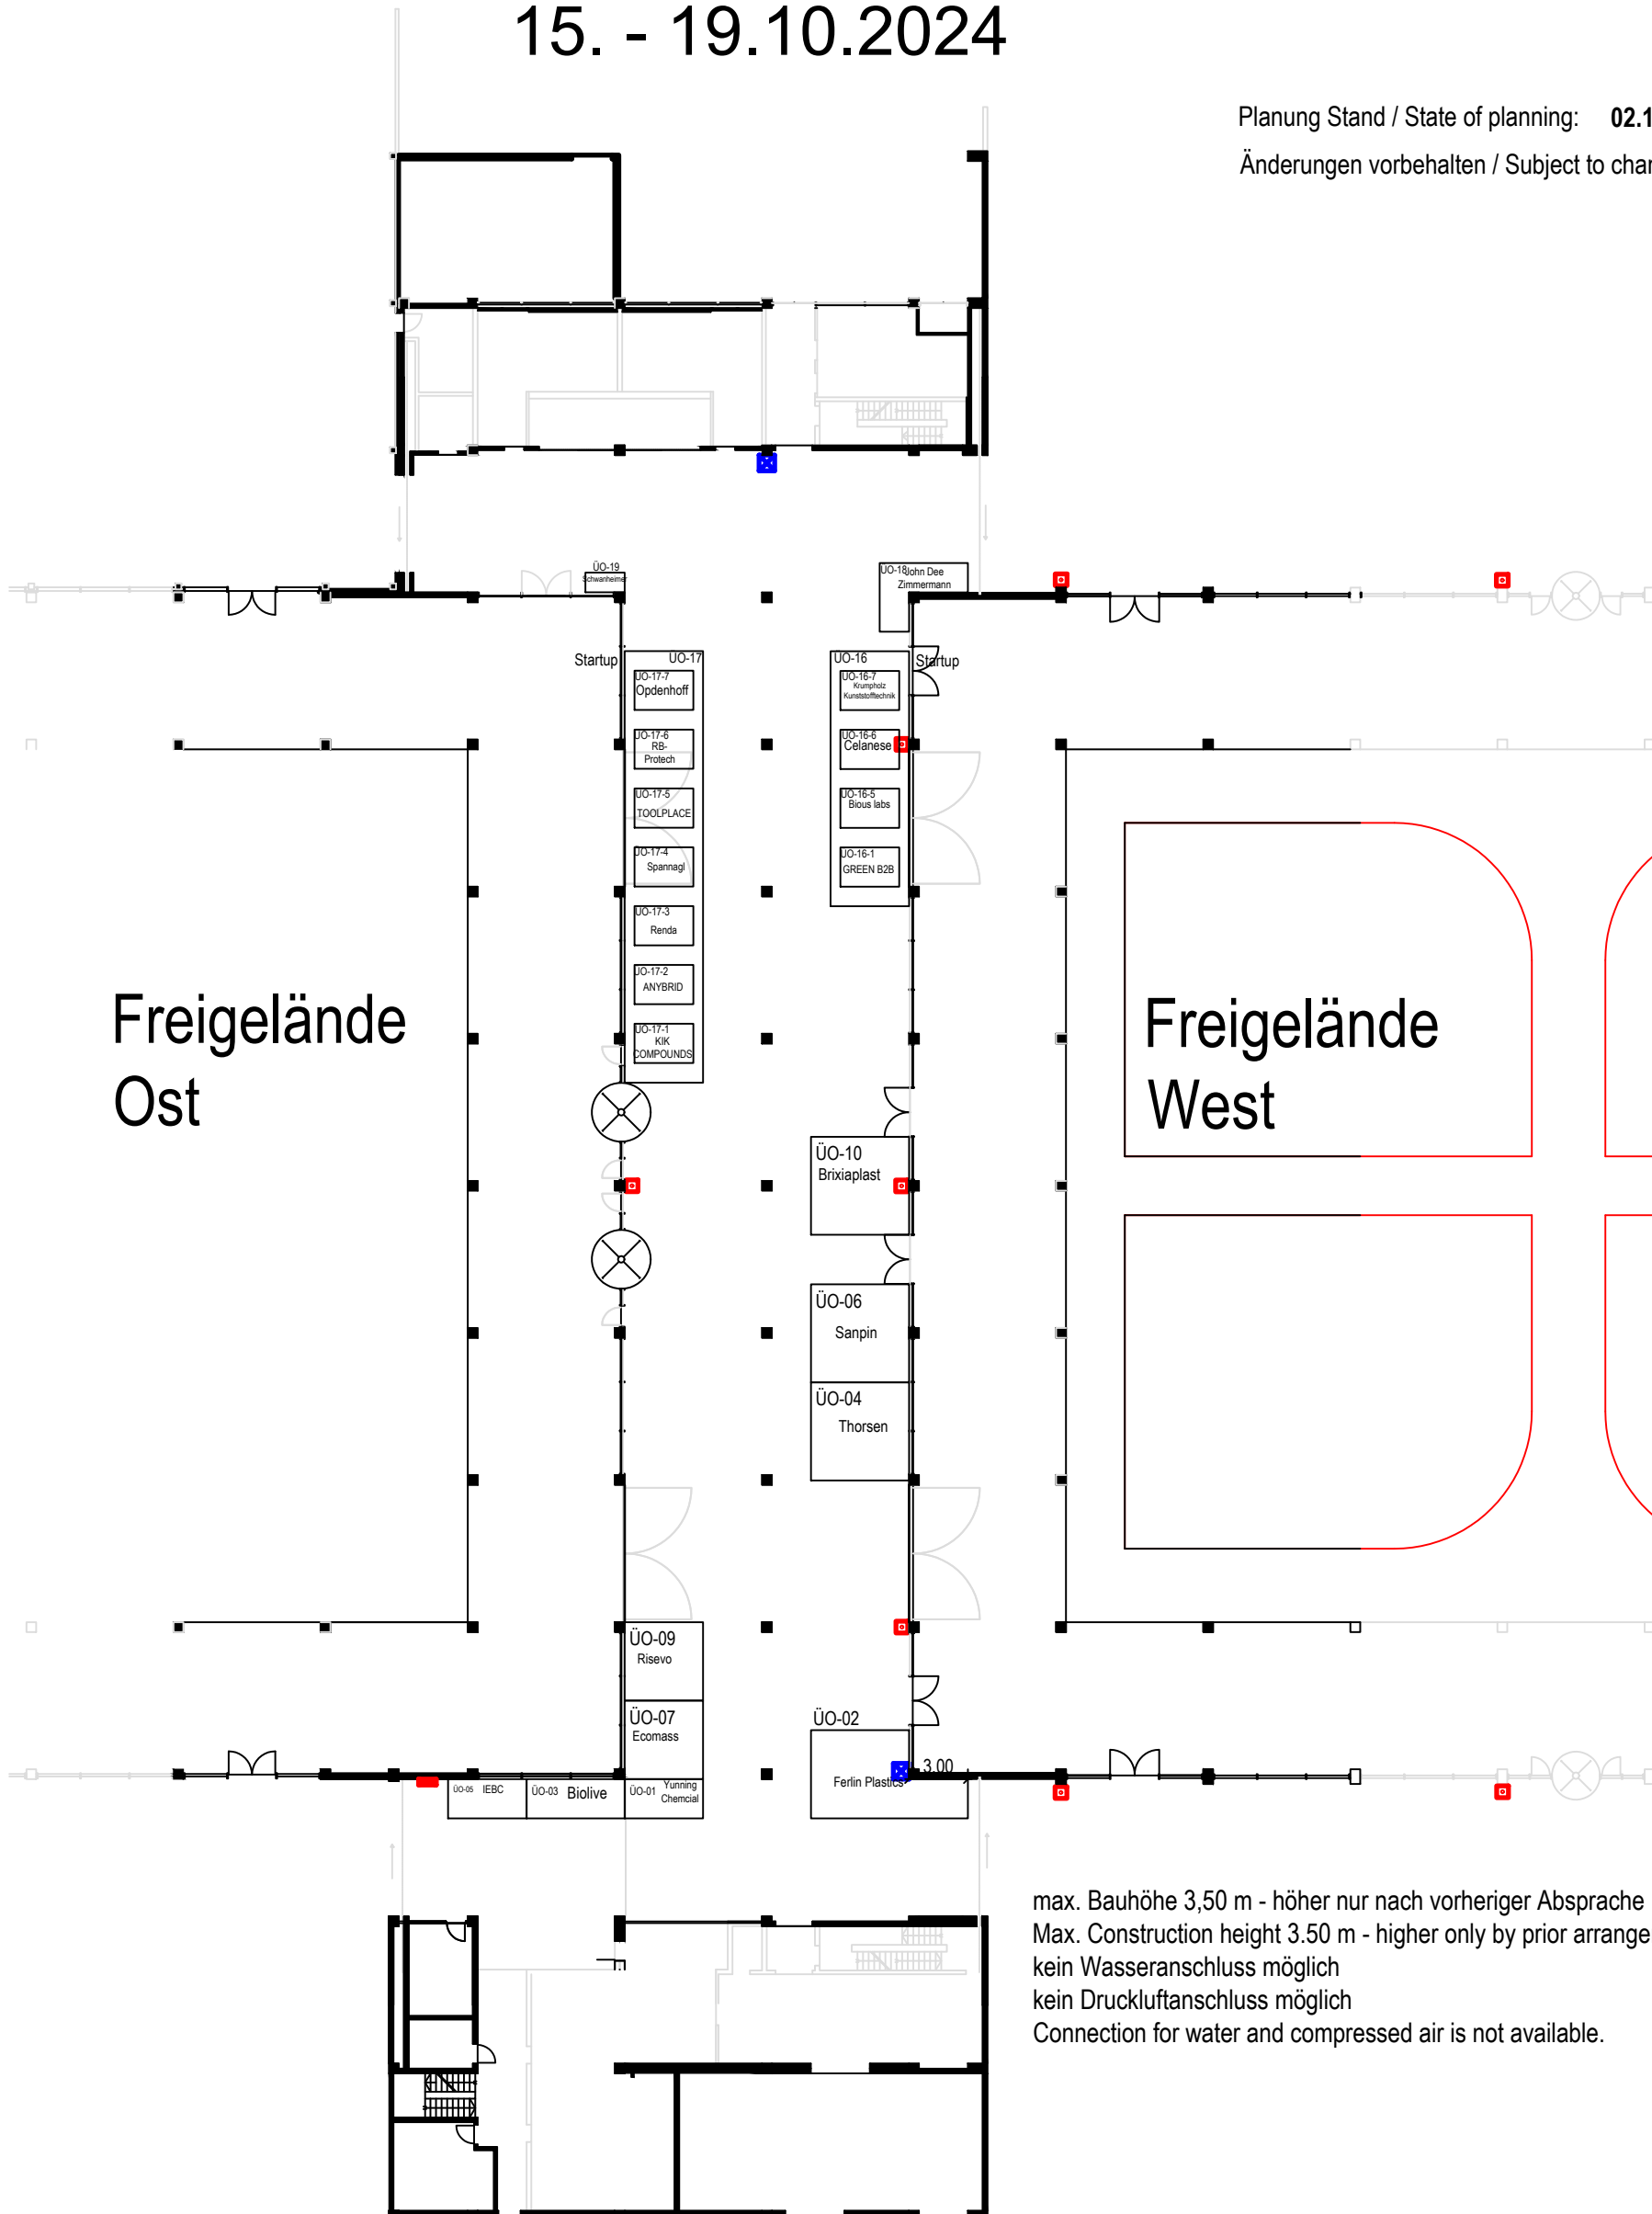 15. - 19.10.2024
Planung Stand / State of planning: 02.1
Änderungen vorbehalten / Subject to char
ÜO-19
Schwanheimer
ÜO-18
John Dee
Zimmermann
Startup
ÜO-17
ÜO-17-7
Opdenhoff
ÜO-17-6
RB-
Protech
ÜO-17-5
TOOLPLACE
ÜO-17-4
Spannagl
ÜO-17-3
Renda
ÜO-17-2
ANYBRID
ÜO-17-1
KIK
COMPOUNDS
ÜO-16
Startup
ÜO-16-7
Krumpholz
Kunststofftechnik
ÜO-16-6
Celanese
ÜO-16-5
Bious labs
ÜO-16-1
GREEN B2B
Freigelände
Ost
Freigelände
West
ÜO-10
Brixiaplast
ÜO-06
Sanpin
ÜO-04
Thorsen
ÜO-09
Risevo
ÜO-07
Ecomass
ÜO-02
Ferlin Plastics
3,00
ÜO-05 IEBC
ÜO-03 Biolive
ÜO-01 Yunning
Chemcial
max. Bauhöhe 3,50 m - höher nur nach vorheriger Absprache
Max. Construction height 3.50 m - higher only by prior arrange
kein Wasseranschluss möglich
kein Druckluftanschluss möglich
Connection for water and compressed air is not available.